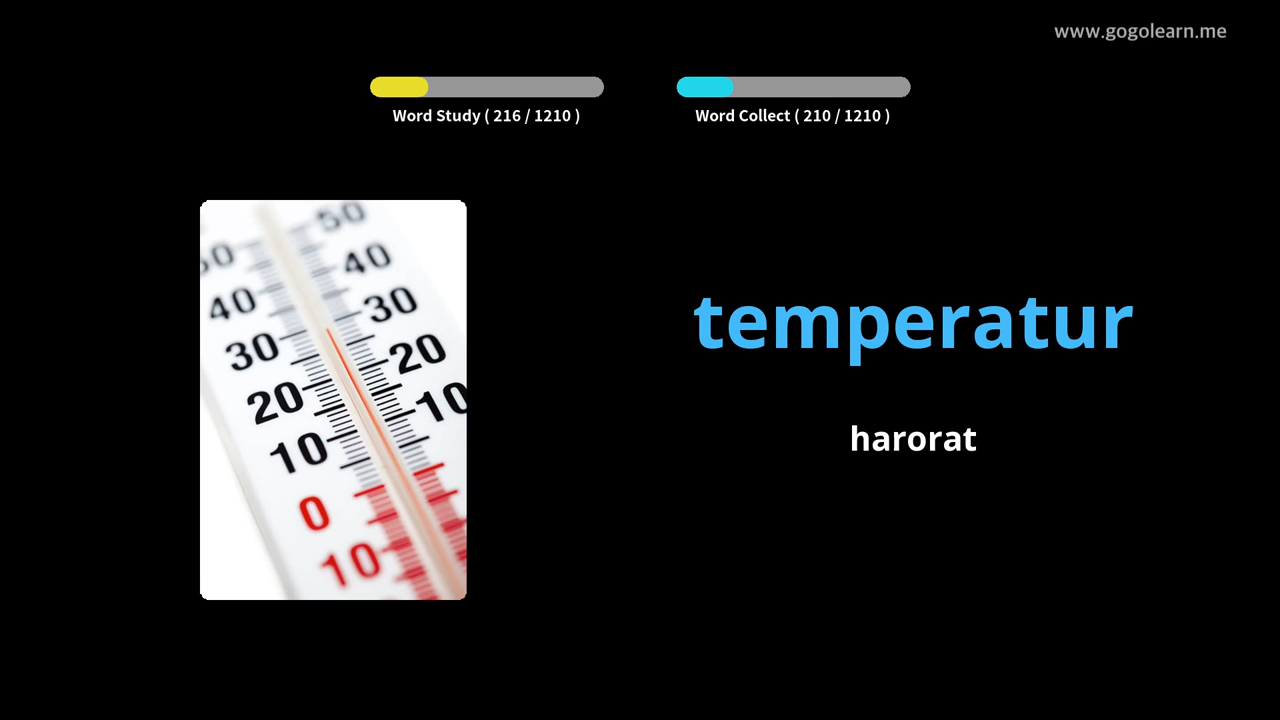 www.gogolearn.me
Word Study ( 216 / 1210 )
Word Collect ( 210 / 1210 )
50
40
30
20
10
40
30
20
10
0
10
temperatur
harorat